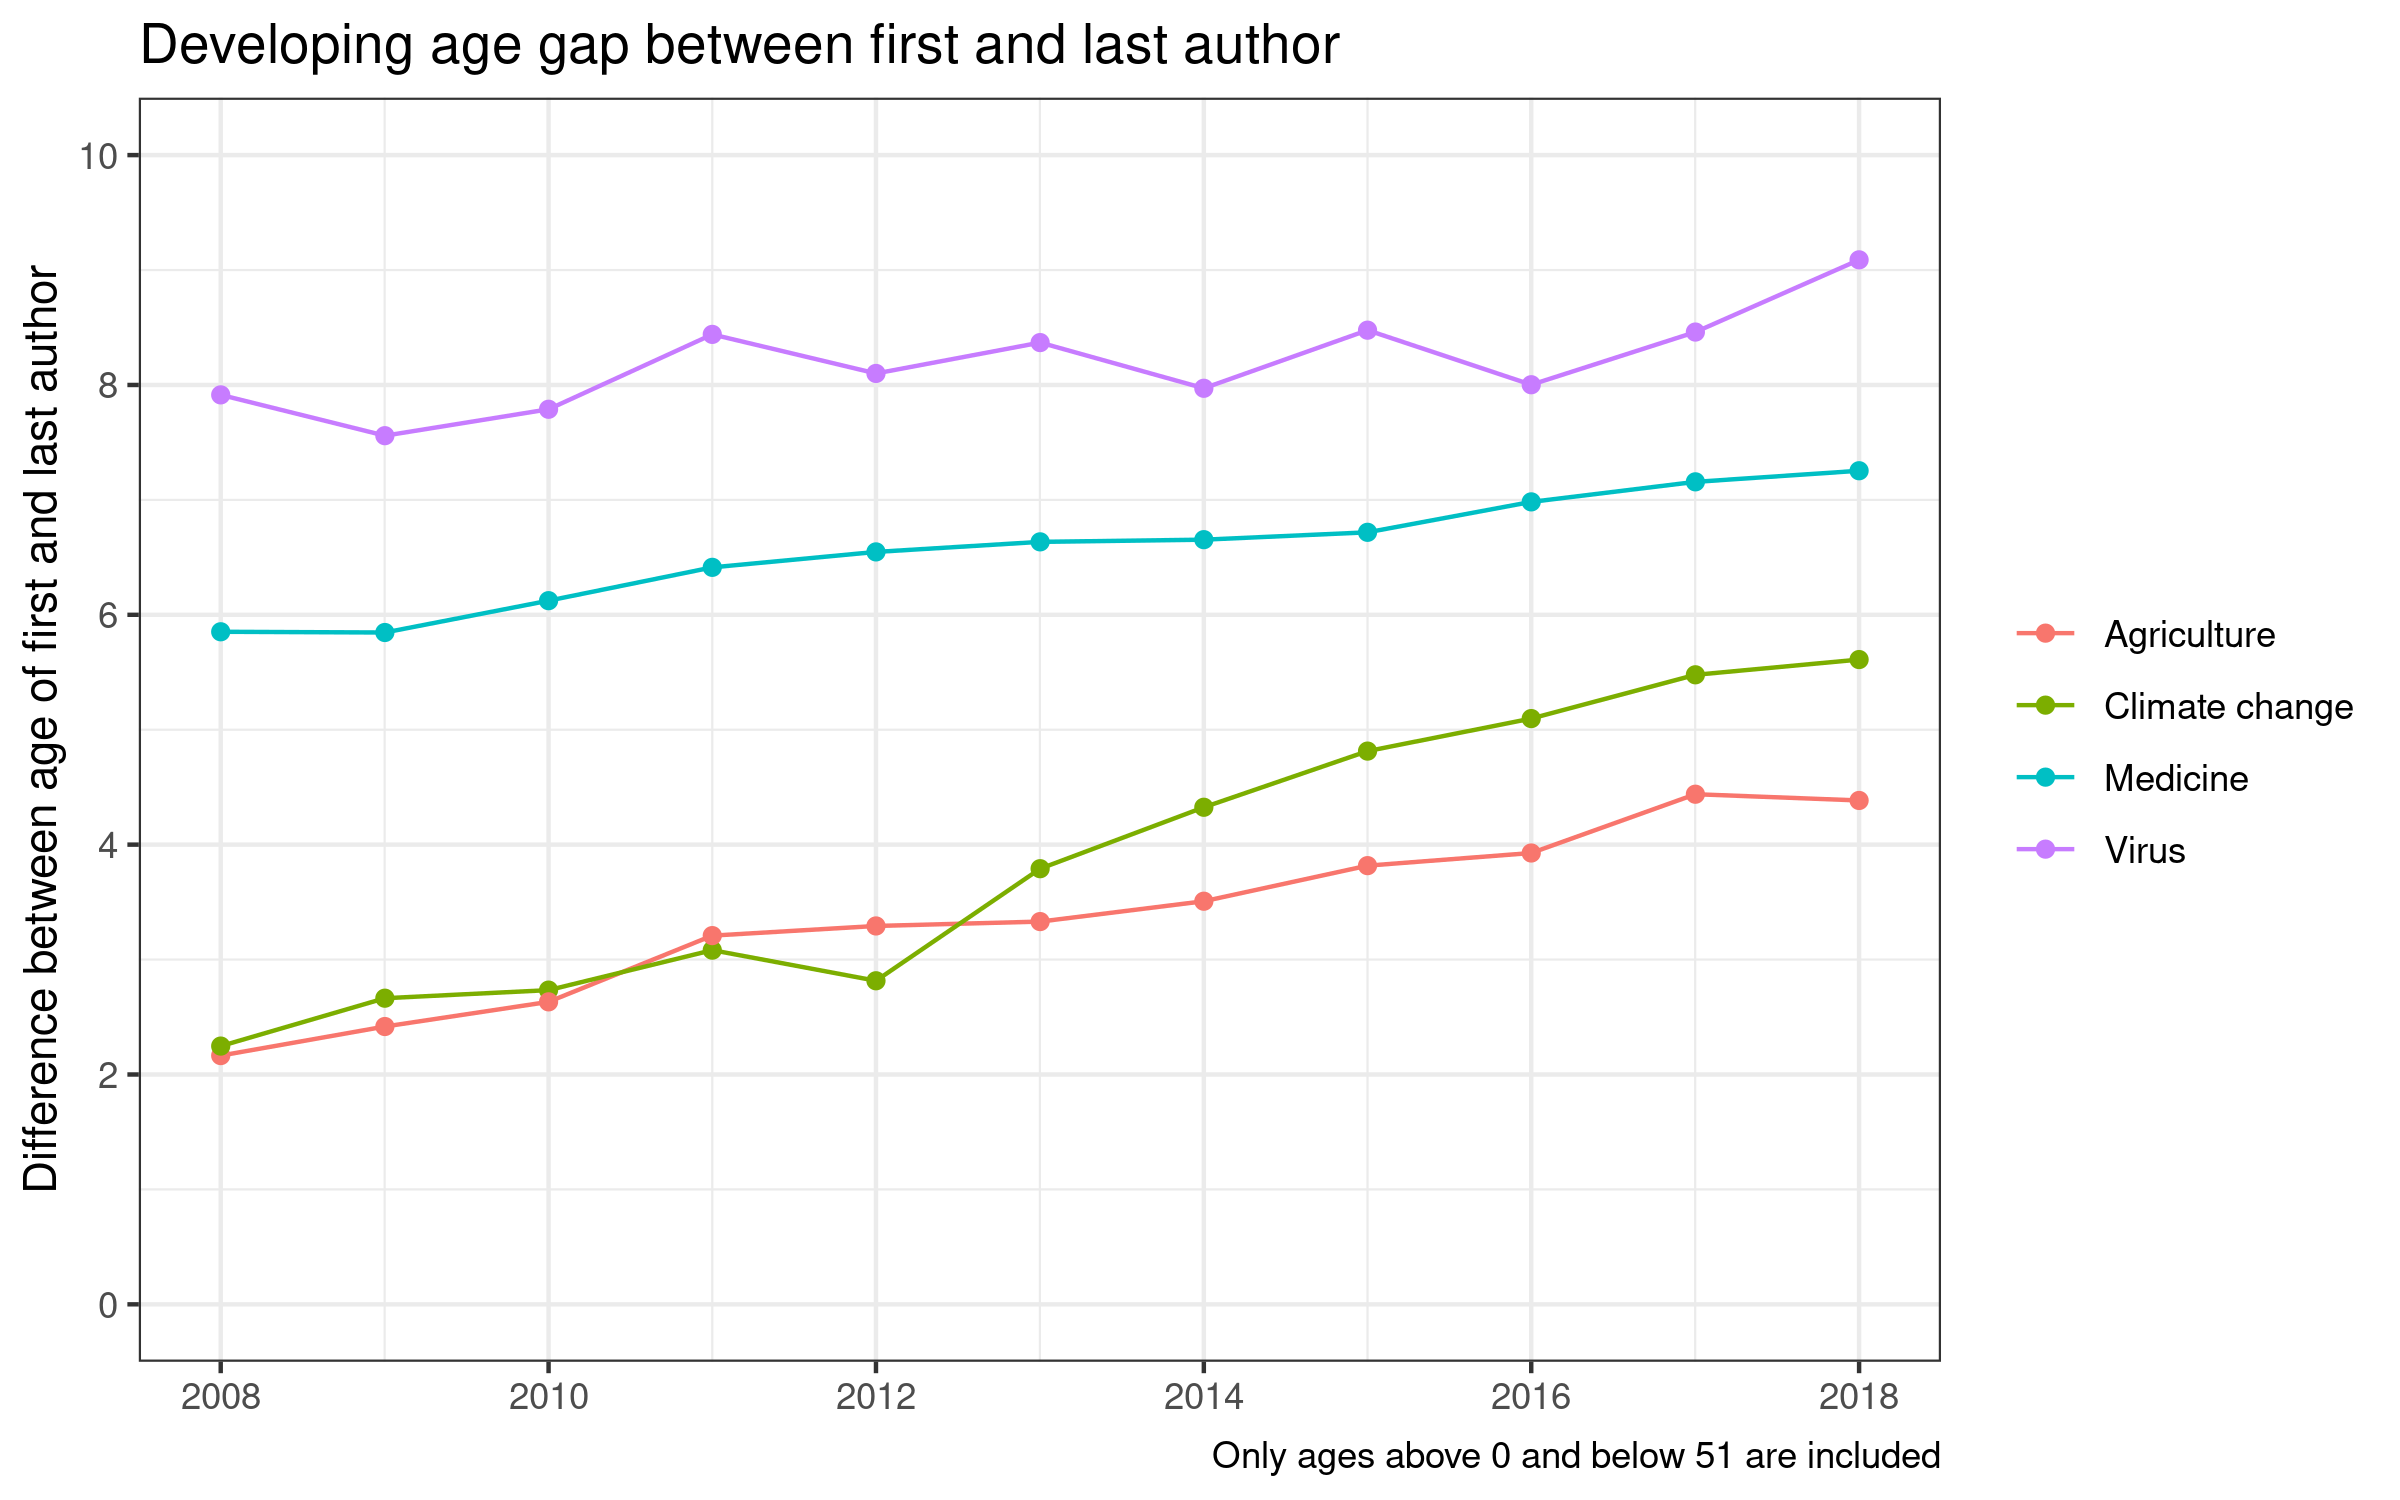 Developing age gap between first and last author
Difference between age of first and last author
10
8
6
4
2
0
2008 2010 2012 2014 2016 2018
Agriculture
Climate change
Medicine
Virus
Only ages above 0 and below 51 are included